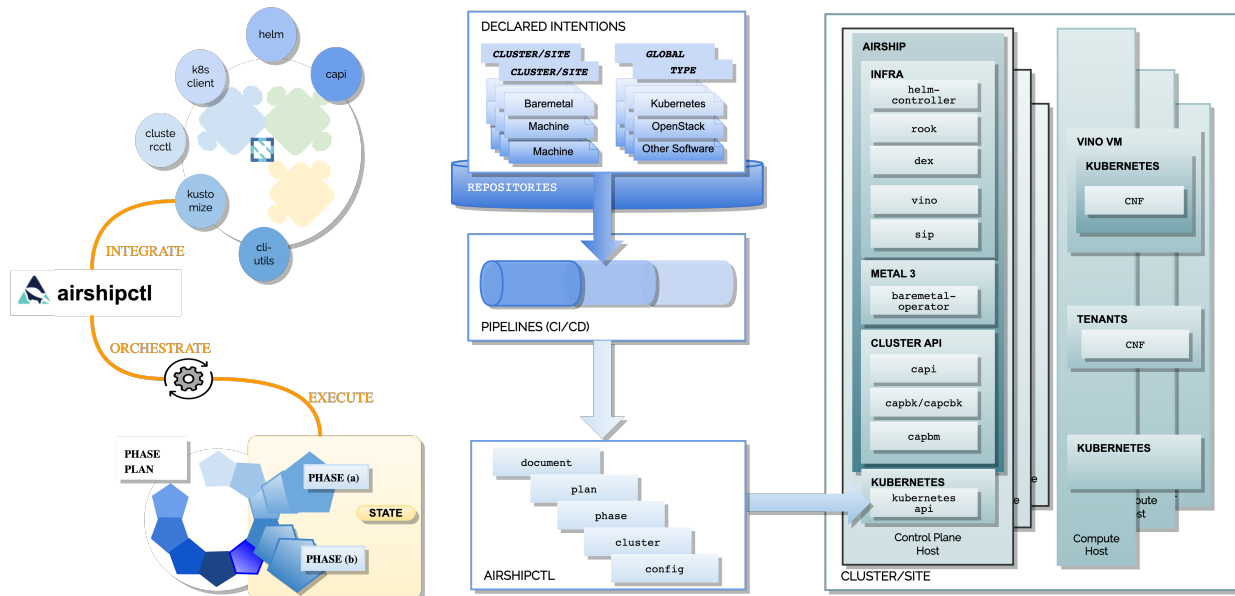 helm
k8s
client
capi
cluste
rcctl
kusto
mize
cli-
utils
INTEGRATE
airshipctl
ORCHESTRATE
EXECUTE
PHASE
PLAN
PHASE (a)
STATE
PHASE (b)
DECLARED INTENTIONS
CLUSTER/SITE
CLUSTER/SITE
Baremetal
Machine
Machine
GLOBAL
TYPE
Kubernetes
OpenStack
Other Software
REPOSITORIES
PIPELINES (CI/CD)
document
plan
phase
cluster
config
AIRSHIPCTL
AIRSHIP
INFRA
helm-
controller
rook
dex
vino
sip
METAL 3
baremetal-
operator
CLUSTER API
capi
capbk/capcbk
capbm
KUBERNETES
kubernetes
api
Control Plane
Host
e
e
VINO VM
KUBERNETES
CNF
TENANTS
CNF
KUBERNETES
Compute
Host
bute
ost
CLUSTER/SITE